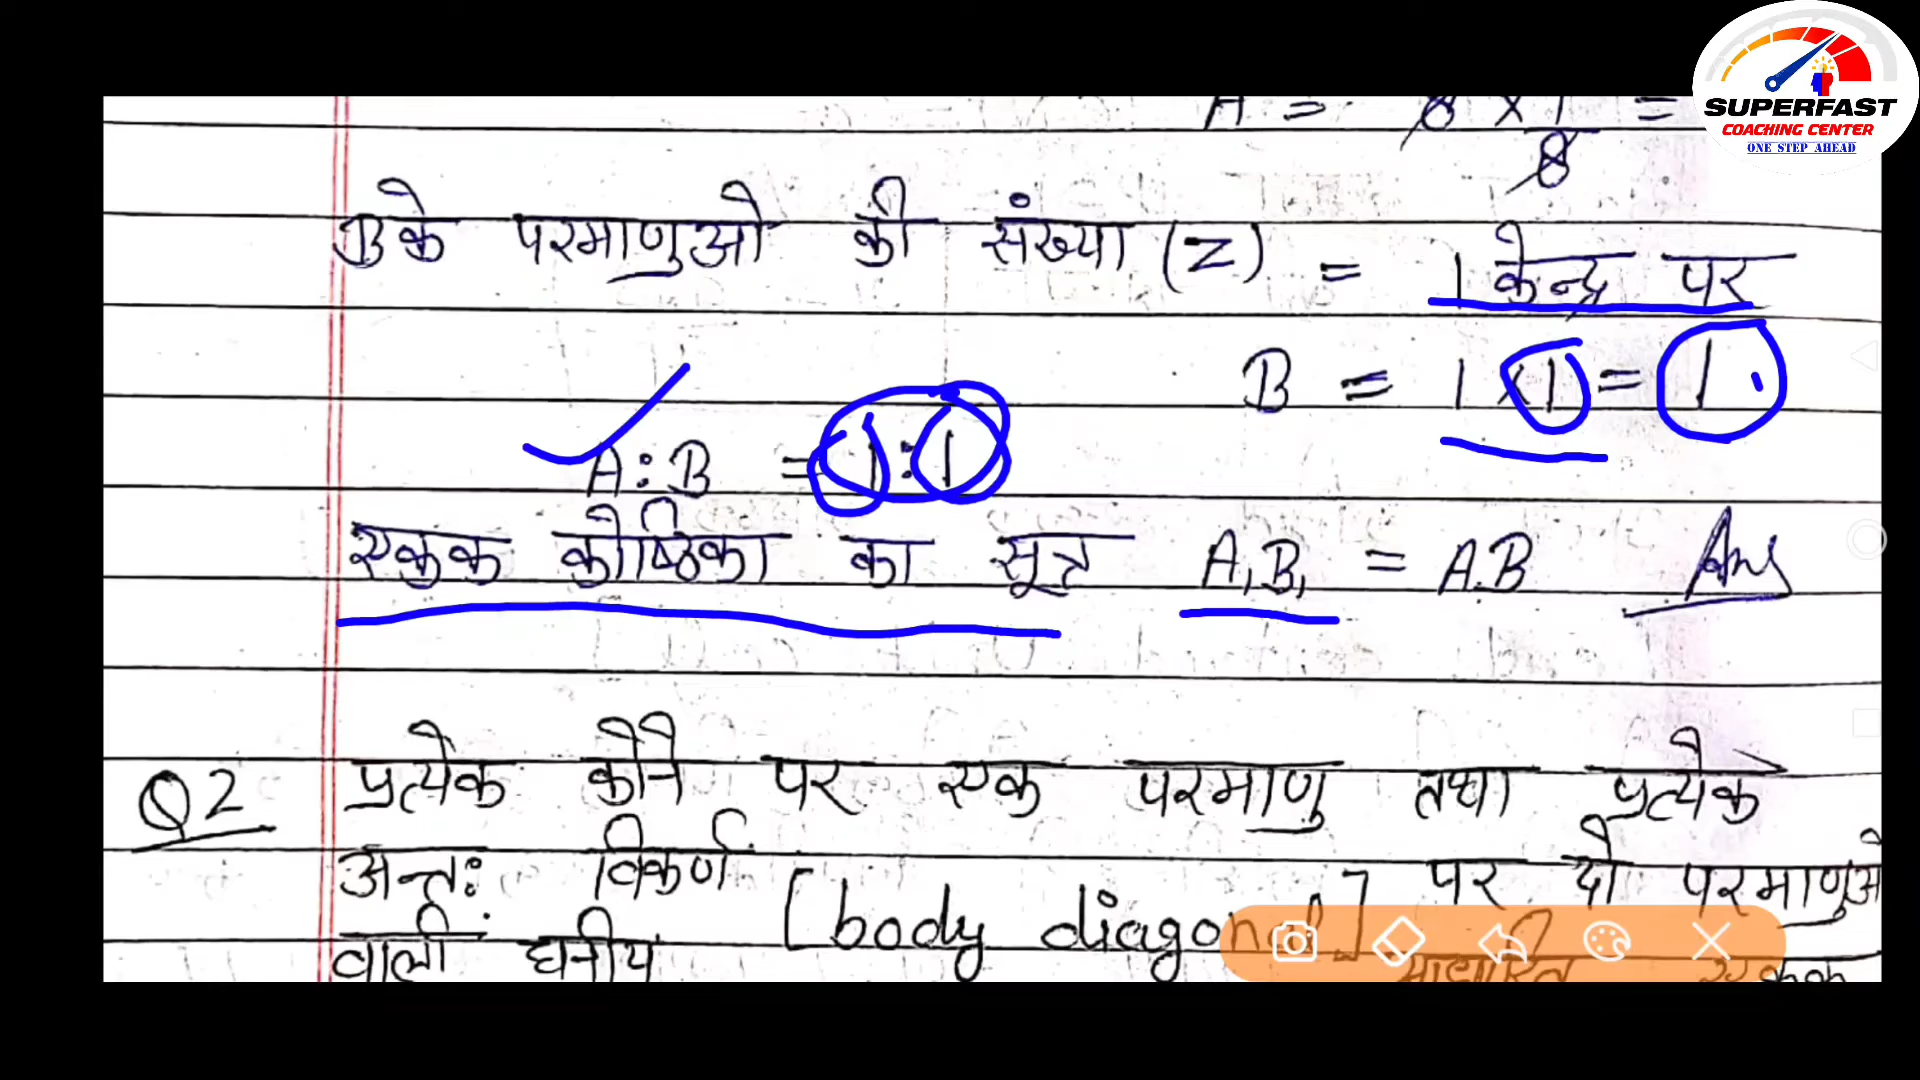 SUPERFAST
COACHING CENTER
ONE STEP AHEAD
A = 8 × 1 =
8
B के परमाणुओ की संख्या (Z) = 1 केन्द्र पर
B = 1 × 1 = 1
A : B = 1 : 1
एकक कोष्ठिका का सूत्र A₁B₁ = AB Ans
Q2 प्रत्येक कोने पर एक परमाणु तथा प्रत्येक
अन्तः विकर्ण [body diagonal] पर दो परमाणुओ
वाली घनीय साधारित एकक